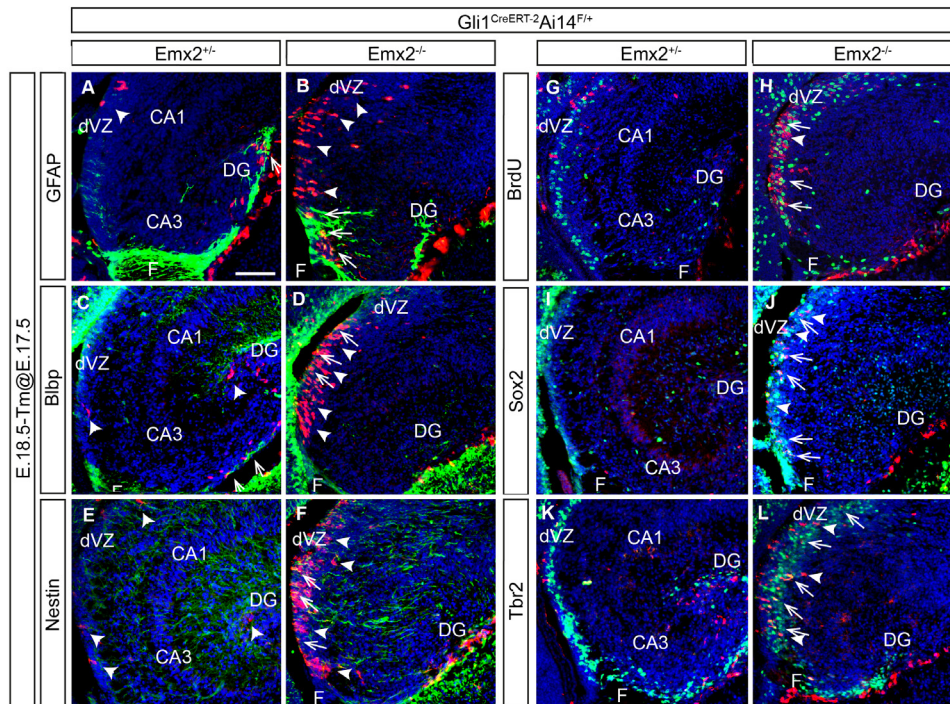 Gli1CreERT-2Ai14F/+
Emx2+/-
Emx2-/-
Emx2+/-
Emx2-/-
E.18.5-Tm@E.17.5
GFAP
A
dVZ
CA1
DG
CA3
F
B
dVZ
DG
F
BrdU
G
dVZ
CA1
DG
CA3
F
H
dVZ
DG
F
Blbp
C
CA1
dVZ
DG
CA3
F
D
dVZ
DG
F
Sox2
I
CA1
dVZ
DG
CA3
F
J
dVZ
DG
F
Nestin
E
dVZ
CA1
DG
CA3
F
dVZ
DG
F
Tbr2
K
dVZ
CA1
DG
CA3
F
L
dVZ
DG
F